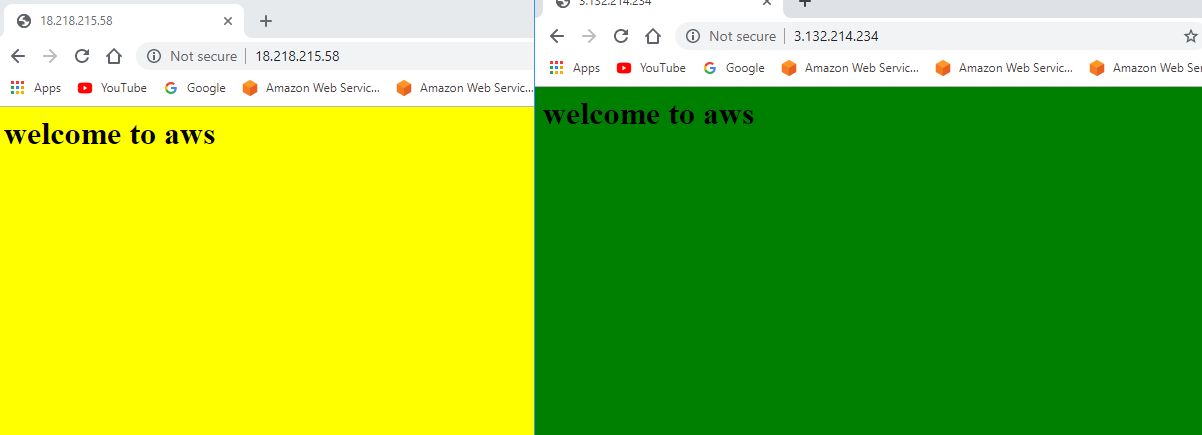 18.218.215.58
Not secure | 18.218.215.58
Apps YouTube Google Amazon Web Servic... Amazon Web Servic...
welcome to aws
3.132.214.234
Not secure | 3.132.214.234
Apps YouTube Google Amazon Web Servic... Amazon Web Servic... Amazon Web Servic...
welcome to aws